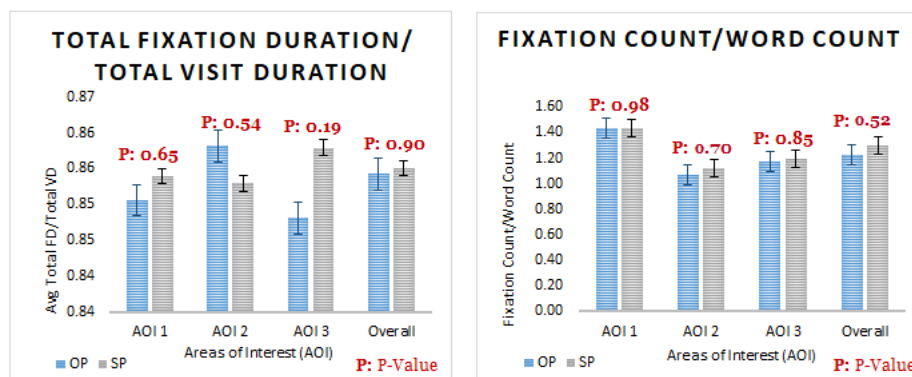 TOTAL FIXATION DURATION/
TOTAL VISIT DURATION
0.87
0.86
0.86
0.85
0.85
0.84
0.84
Avg Total FD/Total VD
P: 0.65
P: 0.54
P: 0.19
P: 0.90
AOI 1 AOI 2 AOI 3 Overall
Areas of Interest (AOI)
OP SP
P: P-Value
FIXATION COUNT/WORD COUNT
1.60
1.40
1.20
1.00
0.80
0.60
0.40
0.20
0.00
Fixation Count/Word Count
P: 0.98
P: 0.70
P: 0.85
P: 0.52
AOI 1 AOI 2 AOI 3 Overall
Areas of Interest (AOI)
OP SP
P: P-Value